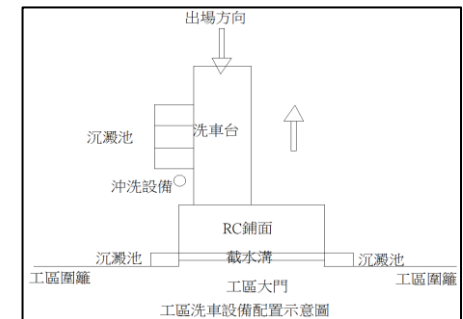 出場方向
洗車台
沉澱池
沖洗設備
RC鋪面
沉澱池 截水溝 沉澱池
工區圍籬 工區大門 工區圍籬
工區洗車設備配置示意圖